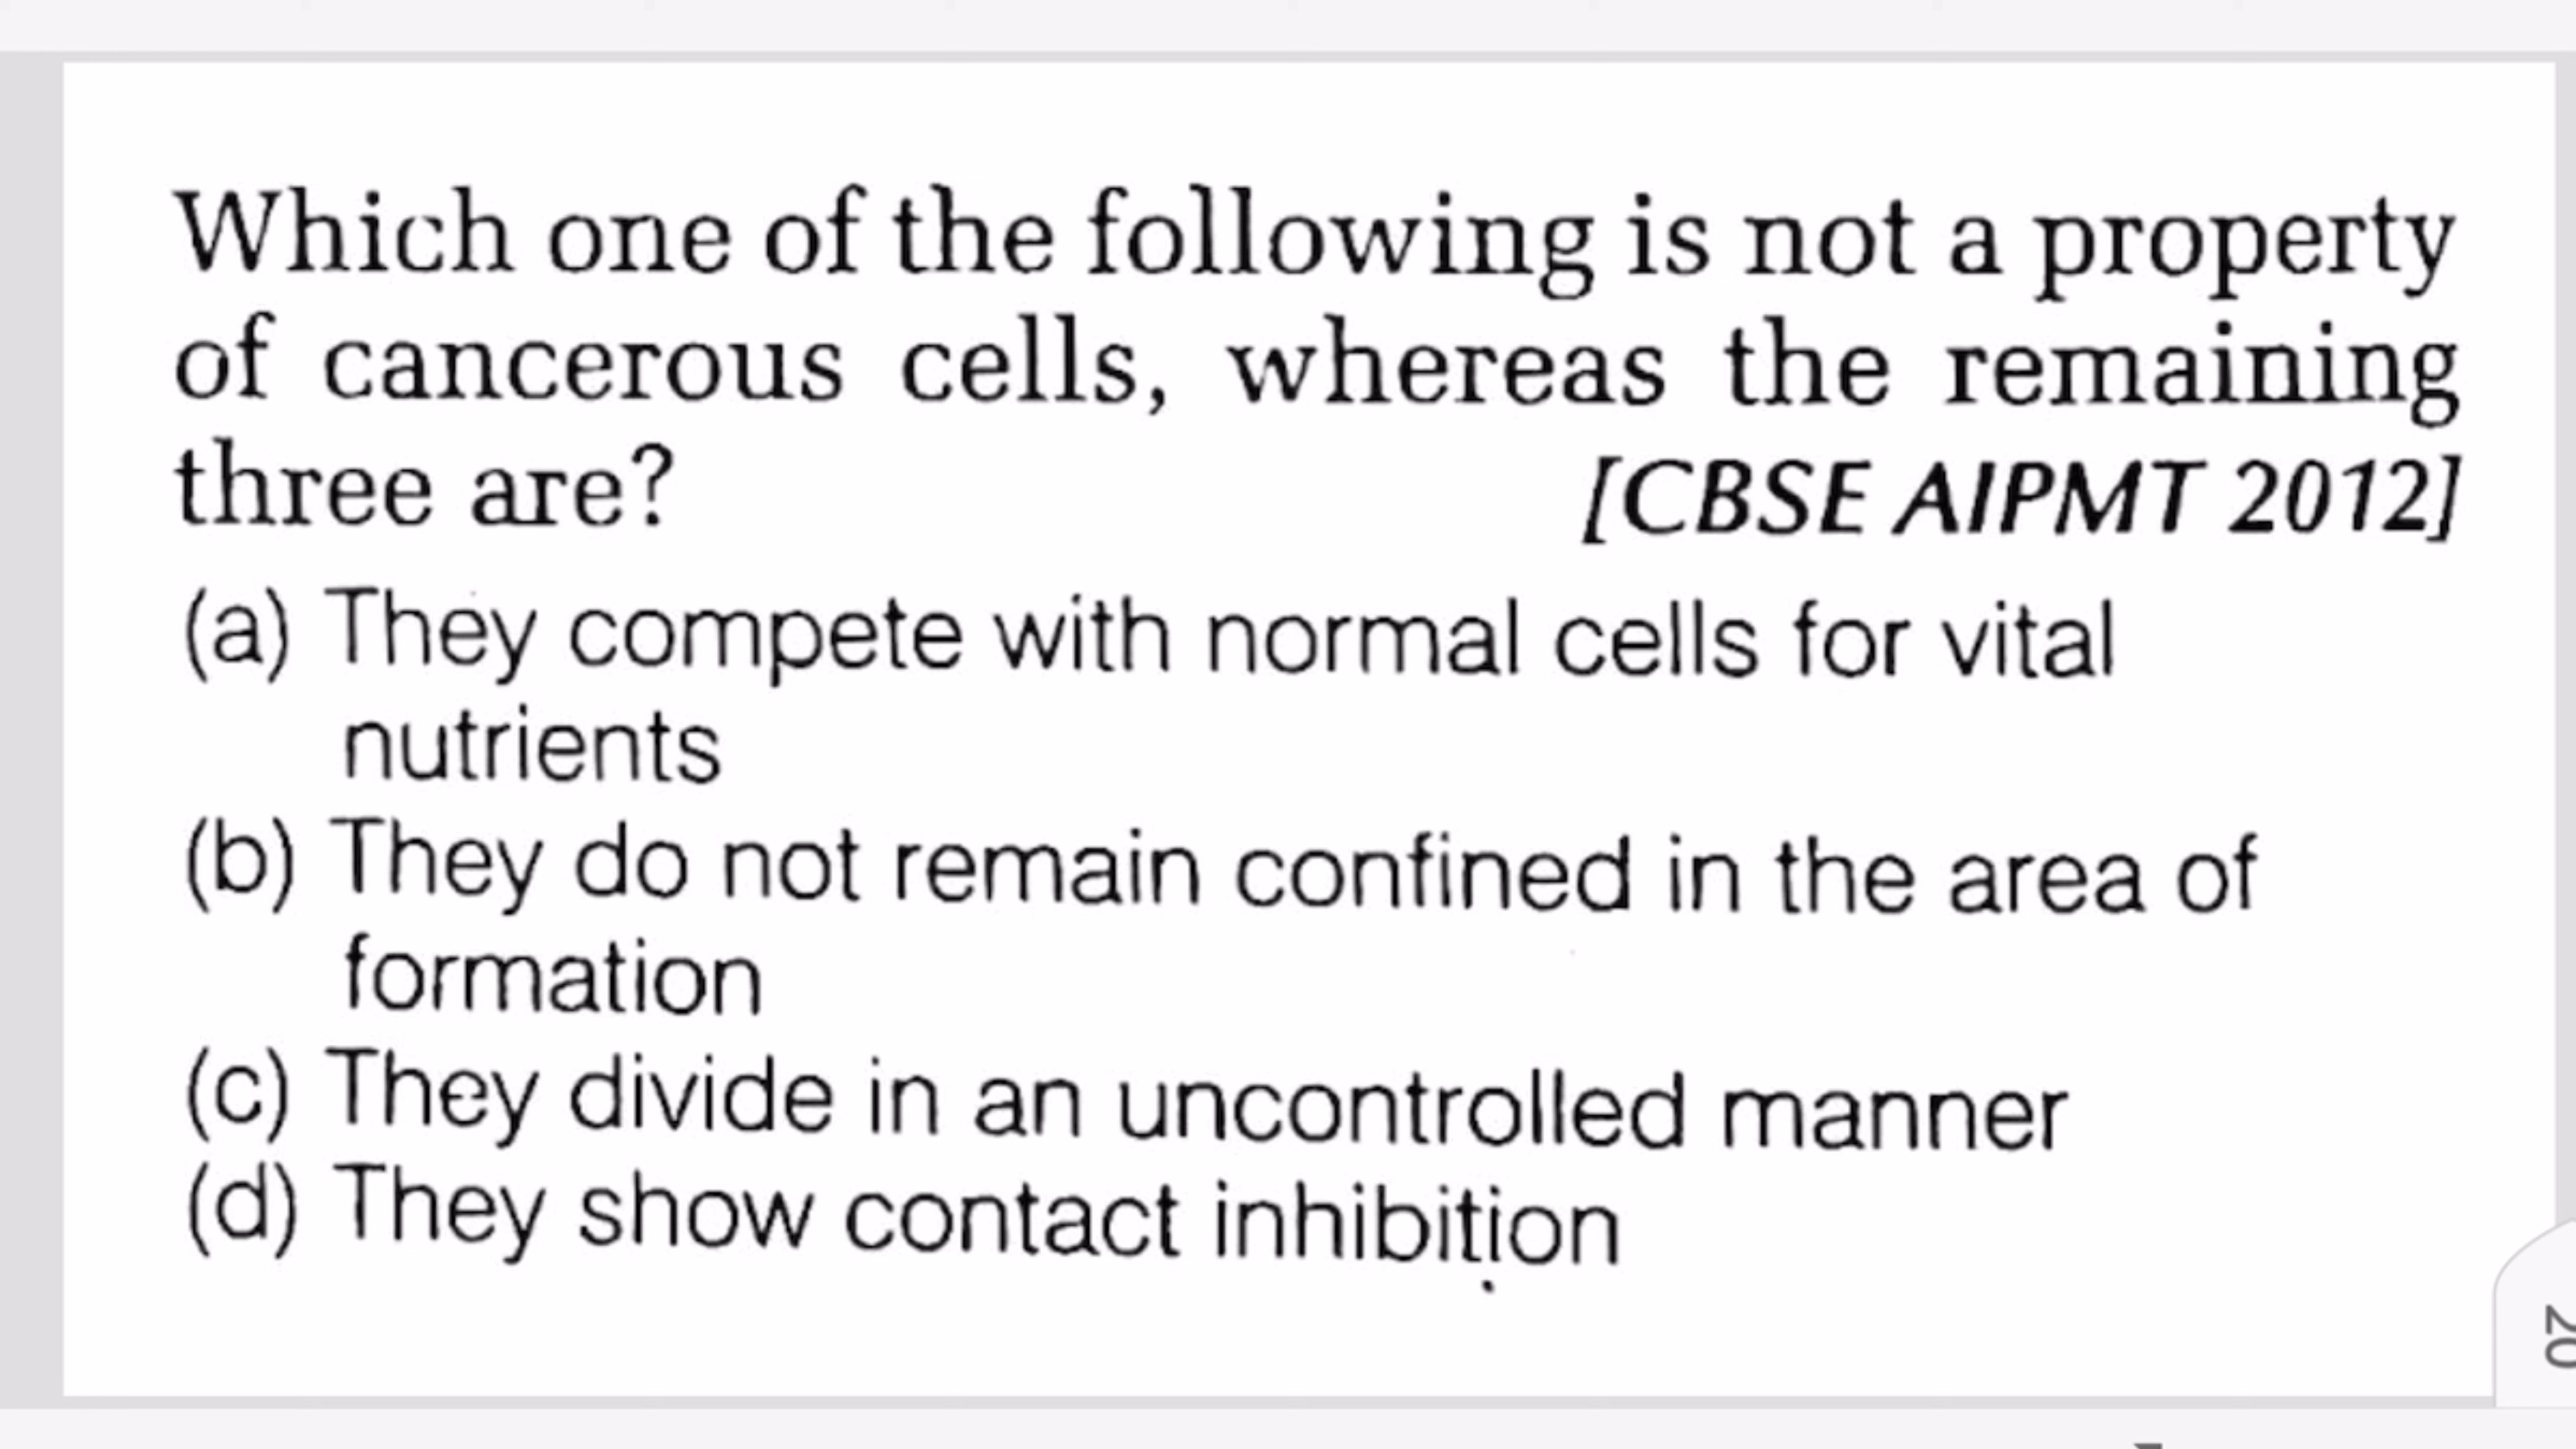 Which one of the following is not a property
of cancerous cells, whereas the remaining
three are? [CBSE AIPMT 2012]
(a) They compete with normal cells for vital
nutrients
(b) They do not remain confined in the area of
formation
(c) They divide in an uncontrolled manner
(d) They show contact inhibition
20